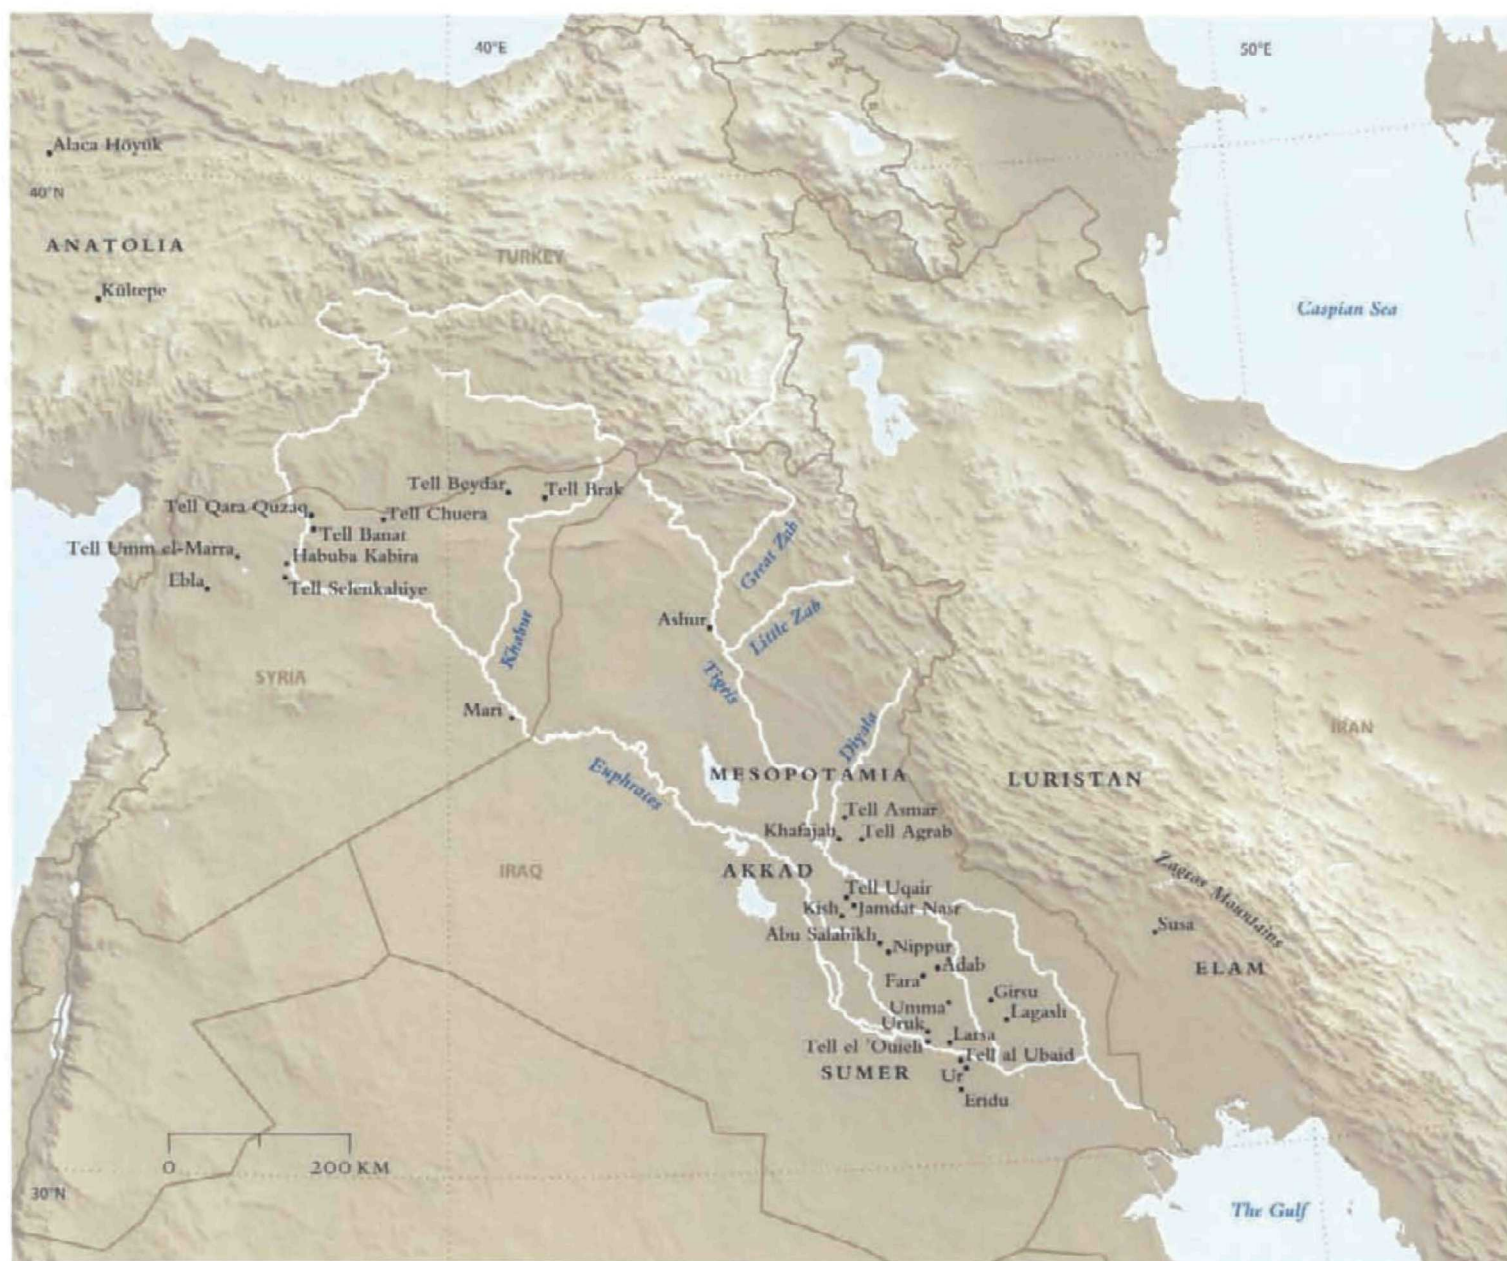 40°E
50°E
Alaca Höyük
40°N
ANATOLIA
TURKEY
Kültepe
Caspian Sea
Tell Beydar
Tell Brak
Tell Qara Quzaq
Tell Chuera
Tell Banat
Tell Umm el-Marra
Habuba Kabira
Great Zab
Ebla
Tell Selenkahiye
Ashur
Little Zab
Khabur
Tigris
SYRIA
Mari
IRAN
Diyala
Euphrates
MESOPOTAMIA
LURISTAN
Tell Asmar
Khafajah
Tell Agrab
AKKAD
IRAQ
Zagros Mountains
Tell Uqair
Kish
Jamdat Nasr
Susa
Abu Salabikh
Nippur
ELAM
Adab
Fara
Girsu
Umma
Lagash
Uruk
Larsa
Tell el 'Oueili
Tell al Ubaid
SUMER
Ur
Eridu
0
200 KM
30°N
The Gulf